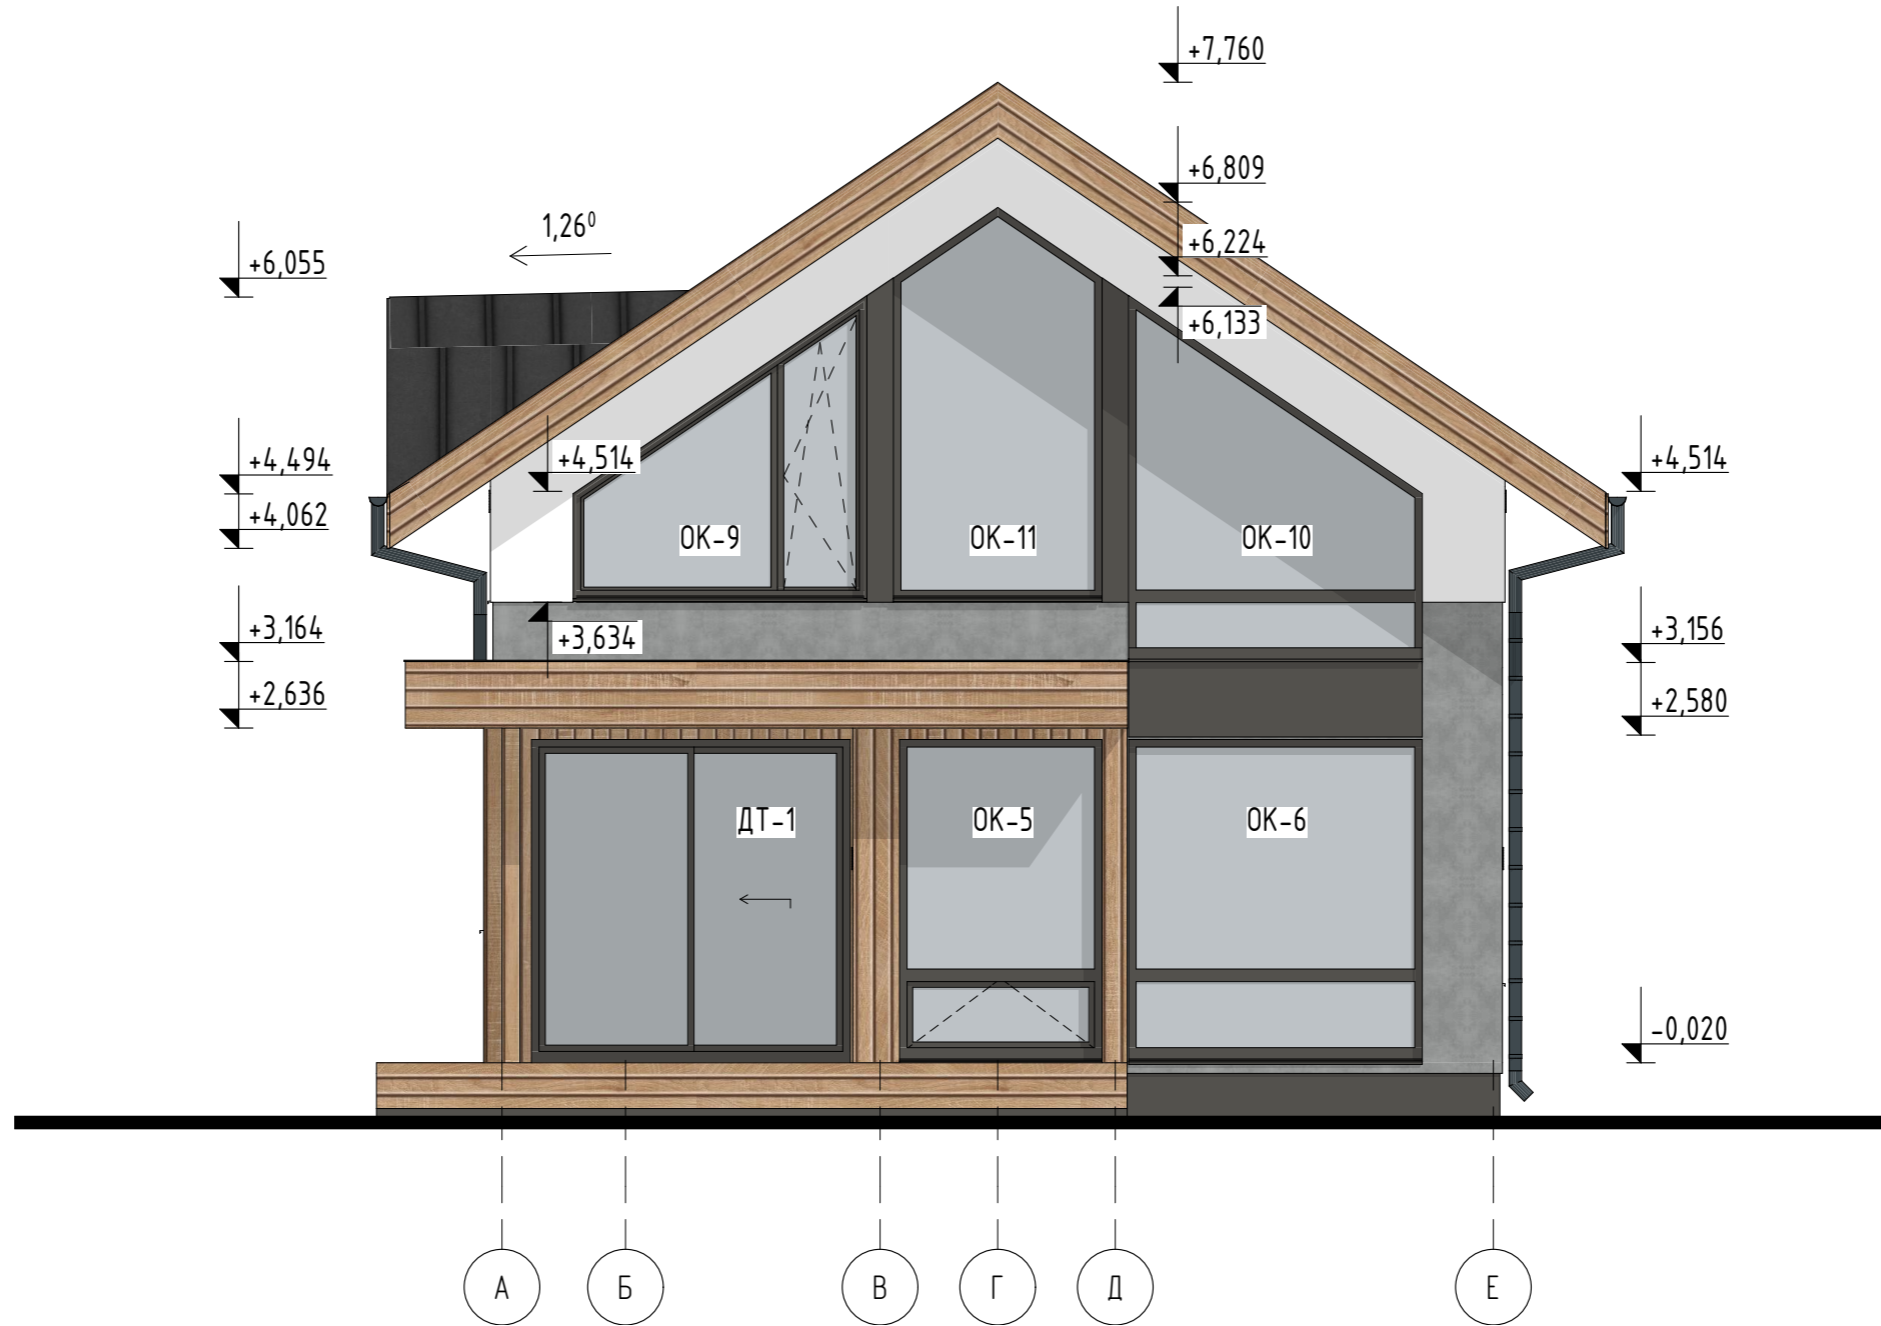 +7,760
+6,809
1,26⁰
+6,224
+6,055
+6,133
+4,514
+4,494
+4,514
+4,062
ОК-9
ОК-11
ОК-10
+3,164
+3,634
+3,156
+2,636
+2,580
ДТ-1
ОК-5
ОК-6
-0,020
А
Б
В
Г
Д
Е